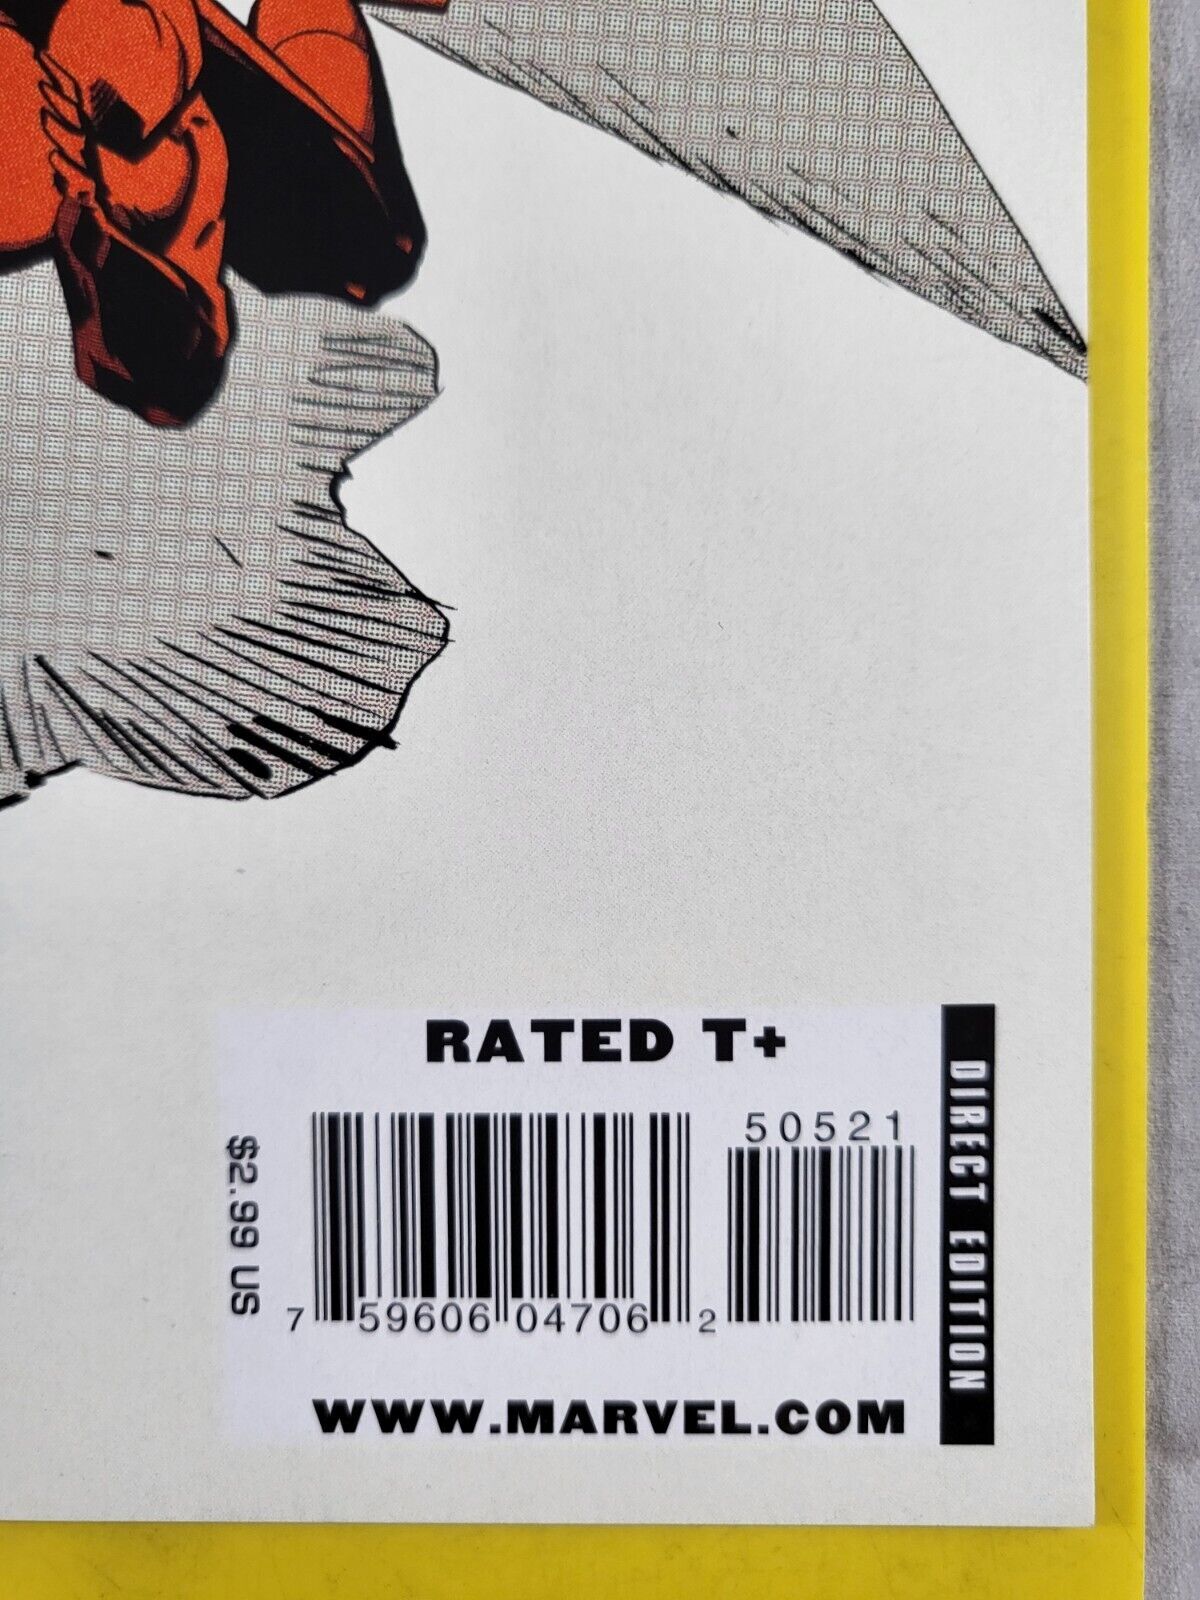 RATED T+
50521
$2.99 US
7 59606 04706 2
DIRECT EDITION
WWW.MARVEL.COM